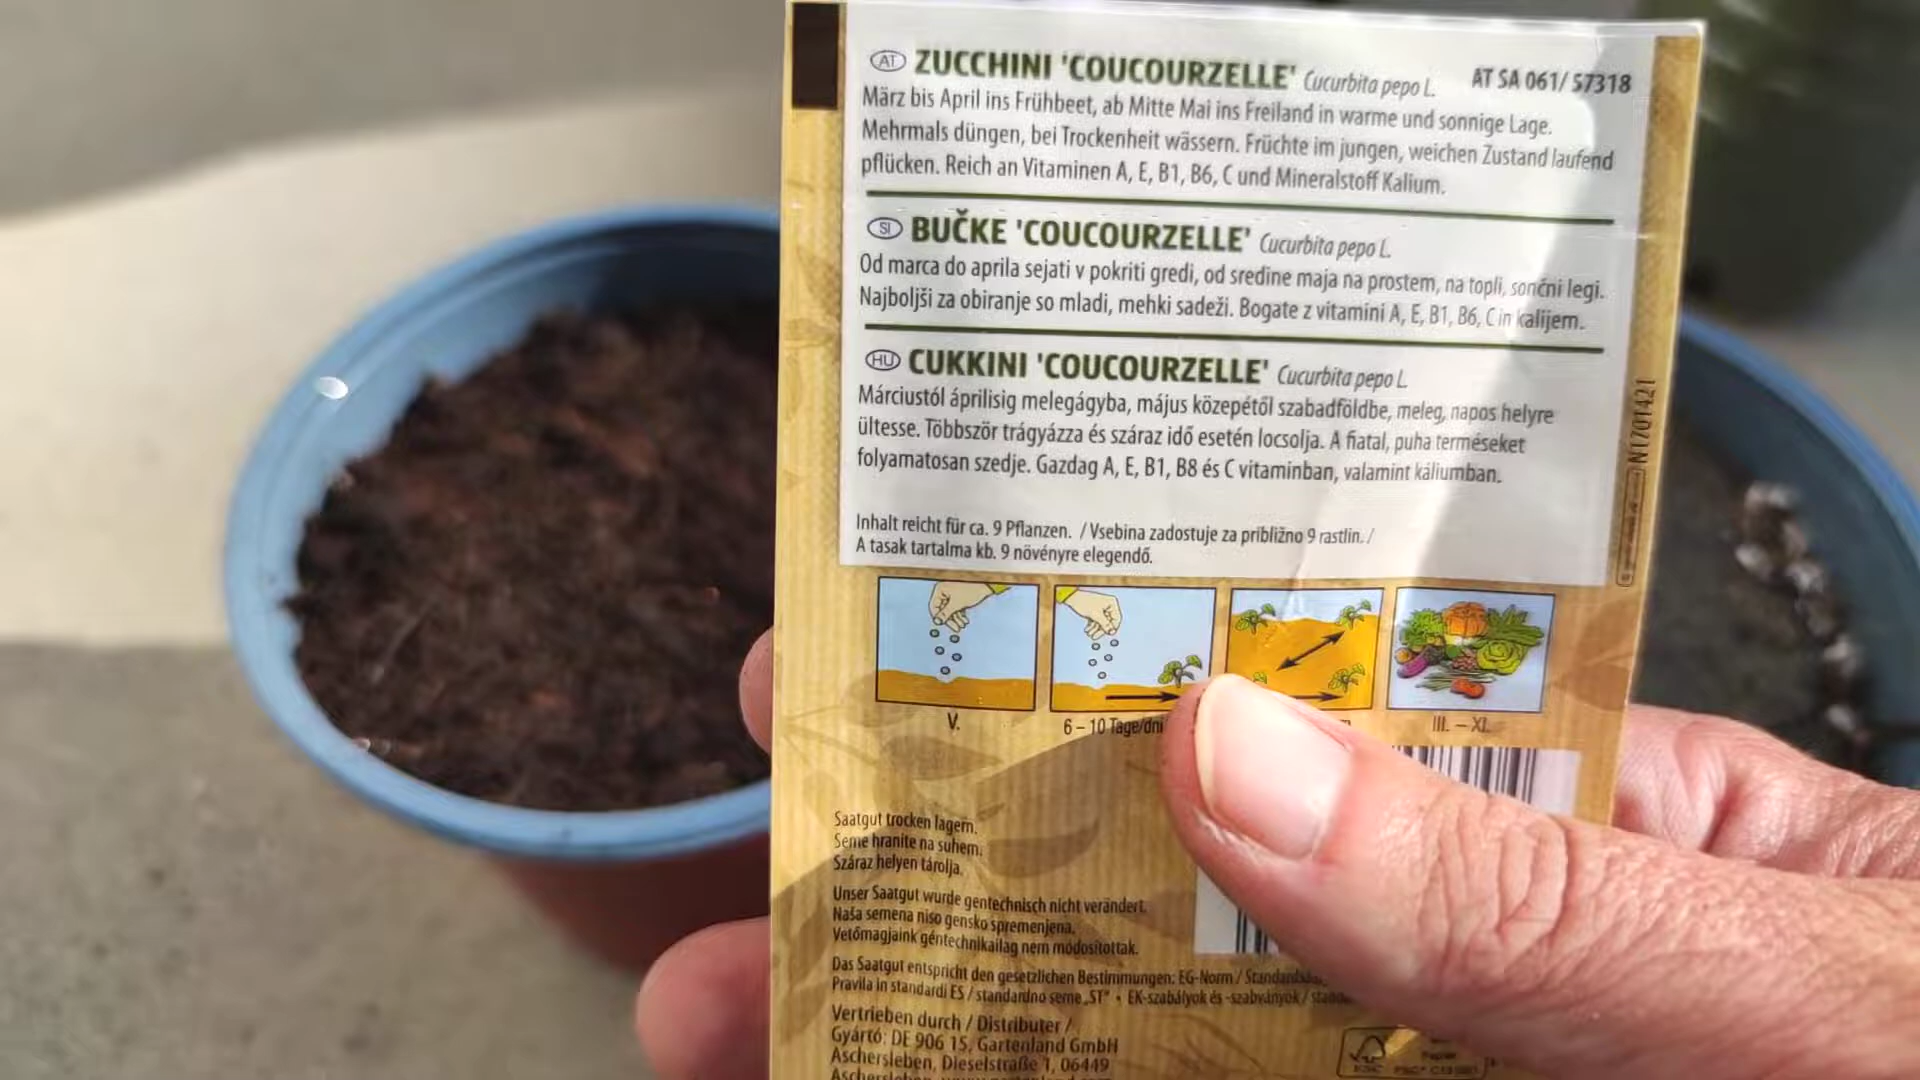 AT ZUCCHINI 'COUCOURZELLE' Cucurbita pepo L. AT SA 061/ 57318
März bis April ins Frühbeet, ab Mitte Mai ins Freiland in warme und sonnige Lage.
Mehrmals düngen, bei Trockenheit wässern. Früchte im jungen, weichen Zustand laufend
pflücken. Reich an Vitaminen A, E, B1, B6, C und Mineralstoff Kalium.
SI BUČKE 'COUCOURZELLE' Cucurbita pepo L.
Od marca do aprila sejati v pokriti gredi, od sredine maja na prostem, na topli, sončni legi.
Najboljši za obiranje so mladi, mehki sadeži. Bogate z vitamini A, E, B1, B6, C in kalijem.
HU CUKKINI 'COUCOURZELLE' Cucurbita pepo L.
Márciustól áprilisig melegágyba, május közepétől szabadföldbe, meleg, napos helyre
ültesse. Többször trágyázza és száraz idő esetén locsolja. A fiatal, puha terméseket
folyamatosan szedje. Gazdag A, E, B1, B8 és C vitaminban, valamint káliumban.
N1701421
Inhalt reicht für ca. 9 Pflanzen. / Vsebina zadostuje za približno 9 rastlin. /
A tasak tartalma kb. 9 növényre elegendő.
V. 6 – 10 Tage/dni III. – XI.
Saatgut trocken lagern.
Seme hranite na suhem.
Száraz helyen tárolja.
Unser Saatgut wurde gentechnisch nicht verändert.
Naša semena niso gensko spremenjena.
Vetőmagjaink géntechnikailag nem módosítottak.
Das Saatgut entspricht den gesetzlichen Bestimmungen: EG-Norm /
Pravila in standardi ES / standardno seme „ST" • EK-szabályok és -szabványok /
Vertrieben durch / Distributer /
Gyártó: DE 906 15, Gartenland GmbH
Aschersleben, Dieselstraße 1, 06449
FSC